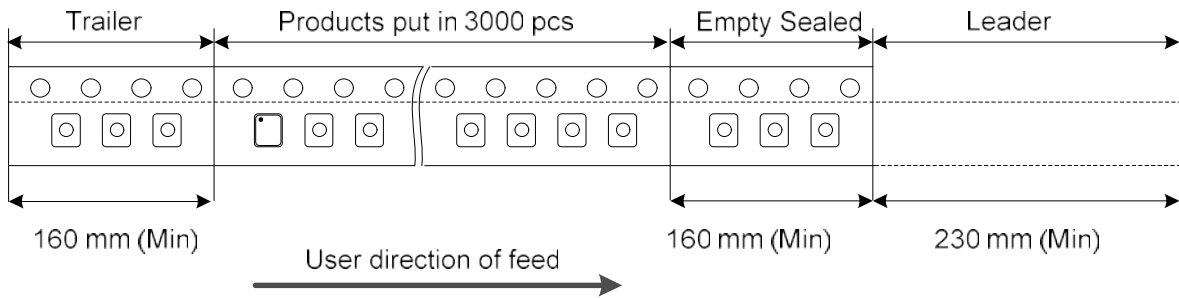 Trailer
Products put in 3000 pcs
Empty Sealed
Leader
160 mm (Min)
160 mm (Min)
230 mm (Min)
User direction of feed